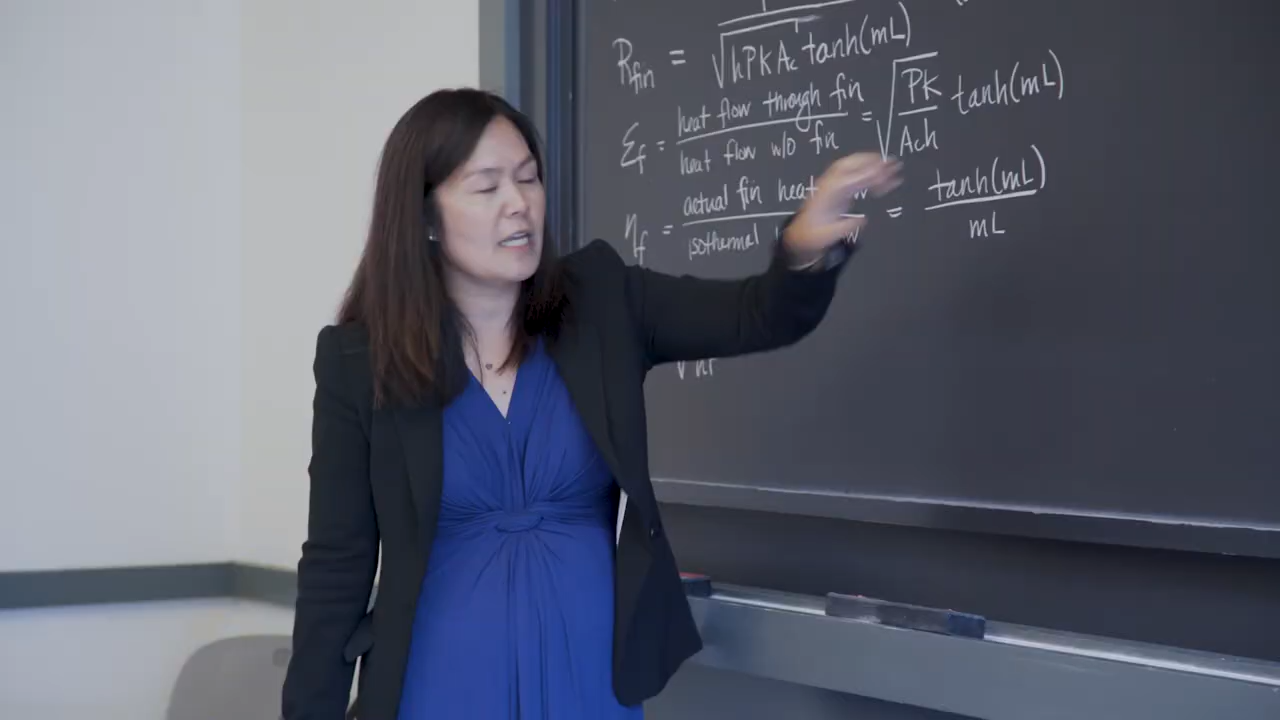 R_fin = 1/√(hPKA_c) tanh(mL)
ε_f = heat flow through fin / heat flow w/o fin = √(PK/A_ch) tanh(mL)
η_f = actual fin heat / isothermal = tanh(mL) / mL